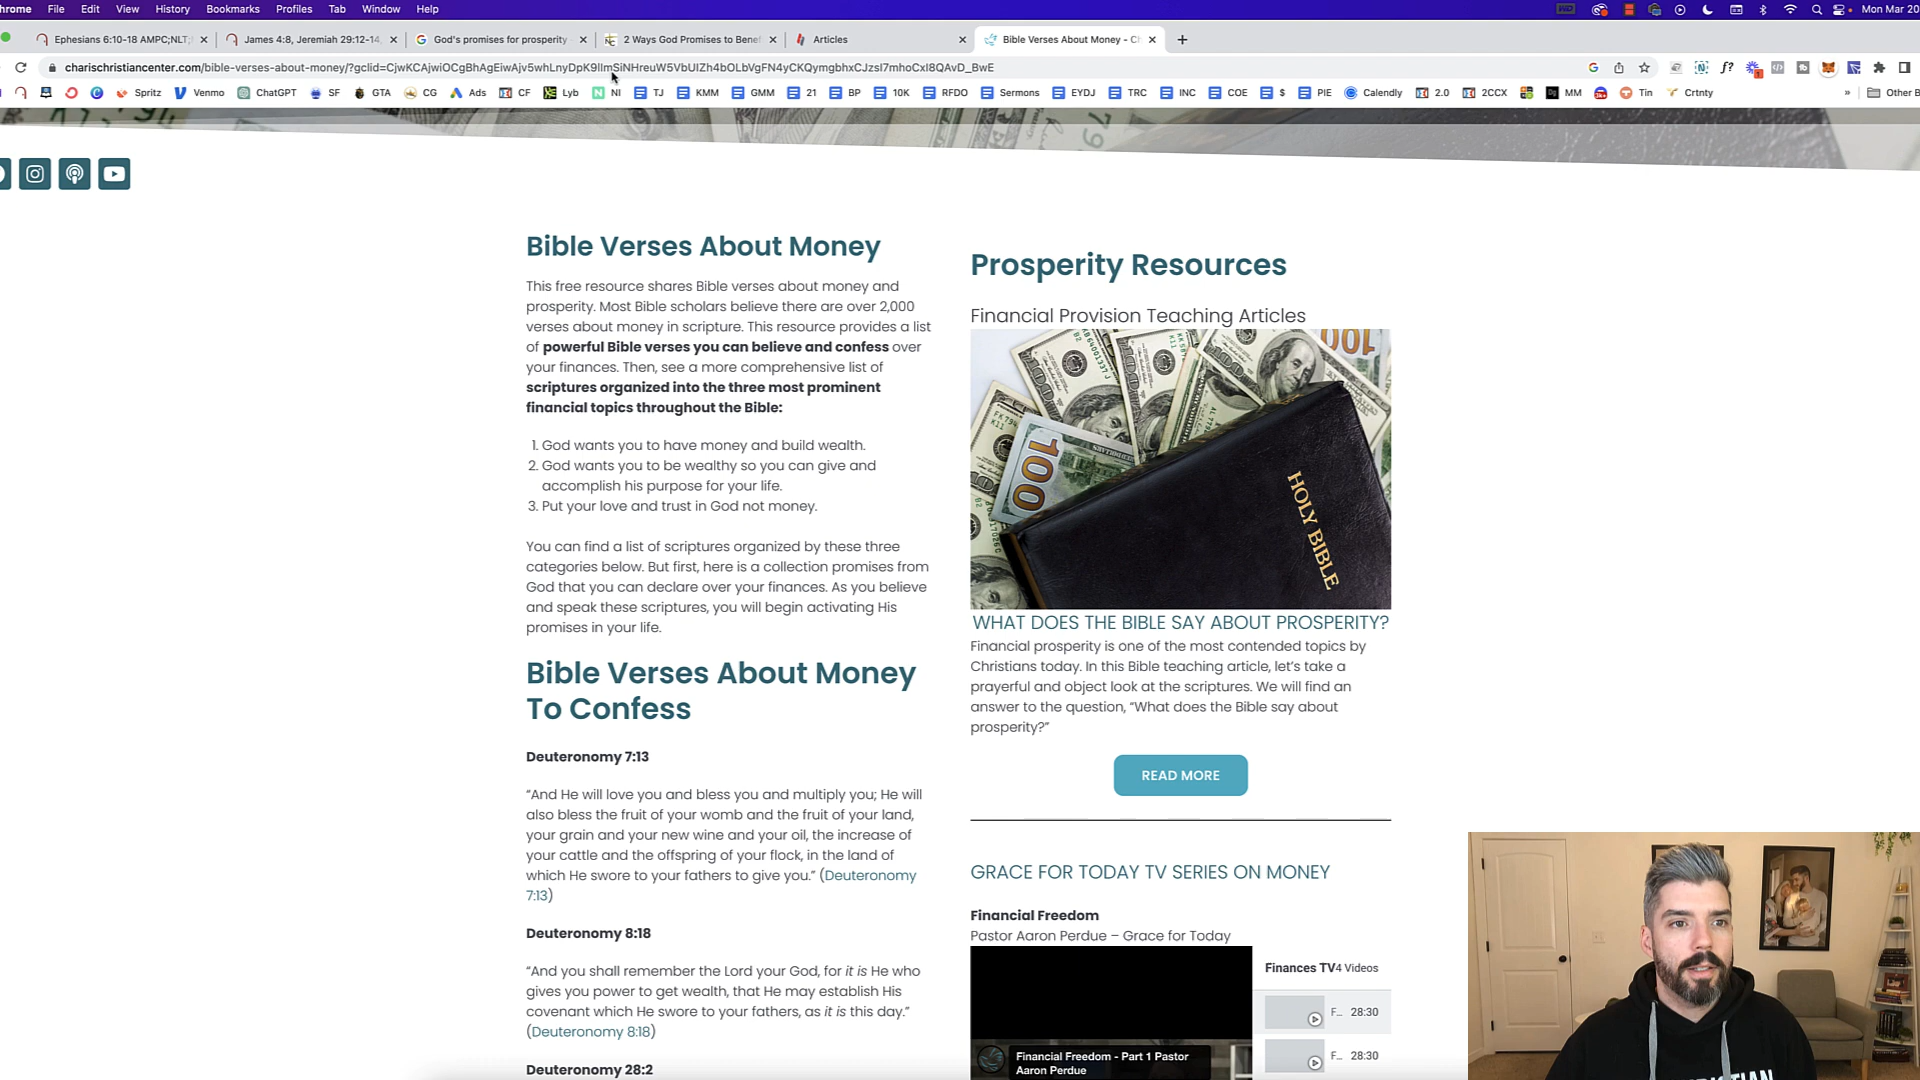 hrome File Edit View History Bookmarks Profiles Tab Window Help Mon Mar 20
Ephesians 6:10-18 AMPC;NLT; James 4:8, Jeremiah 29:12-14, God's promises for prosperity 2 Ways God Promises to Bene Articles Bible Verses About Money - C
charischristiancenter.com/bible-verses-about-money/?gclid=
Spritz Venmo ChatGPT SF GTA CG Ads CF Lyb NI TJ KMM GMM 21 BP 10K RFDO Sermons EYDJ TRC INC COE $ PIE Calendly 2.0 2CCX MM Tin Crtnty » Other B
Bible Verses About Money
This free resource shares Bible verses about money and
prosperity. Most Bible scholars believe there are over 2,000
verses about money in scripture. This resource provides a list
of powerful Bible verses you can believe and confess over
your finances. Then, see a more comprehensive list of
scriptures organized into the three most prominent
financial topics throughout the Bible:
1. God wants you to have money and build wealth.
2. God wants you to be wealthy so you can give and
accomplish his purpose for your life.
3. Put your love and trust in God not money.
You can find a list of scriptures organized by these three
categories below. But first, here is a collection promises from
God that you can declare over your finances. As you believe
and speak these scriptures, you will begin activating His
promises in your life.
Bible Verses About Money
To Confess
Deuteronomy 7:13
“And He will love you and bless you and multiply you; He will
also bless the fruit of your womb and the fruit of your land,
your grain and your new wine and your oil, the increase of
your cattle and the offspring of your flock, in the land of
which He swore to your fathers to give you.” (Deuteronomy
7:13)
Deuteronomy 8:18
“And you shall remember the Lord your God, for it is He who
gives you power to get wealth, that He may establish His
covenant which He swore to your fathers, as it is this day.”
(Deuteronomy 8:18)
Deuteronomy 28:2
Prosperity Resources
Financial Provision Teaching Articles
100
100
HOLY BIBLE
WHAT DOES THE BIBLE SAY ABOUT PROSPERITY?
Financial prosperity is one of the most contended topics by
Christians today. In this Bible teaching article, let’s take a
prayerful and object look at the scriptures. We will find an
answer to the question, “What does the Bible say about
prosperity?”
READ MORE
GRACE FOR TODAY TV SERIES ON MONEY
Financial Freedom
Pastor Aaron Perdue – Grace for Today
Finances TV 4 Videos
F... 28:30
F... 28:30
Financial Freedom - Part 1 Pastor
Aaron Perdue